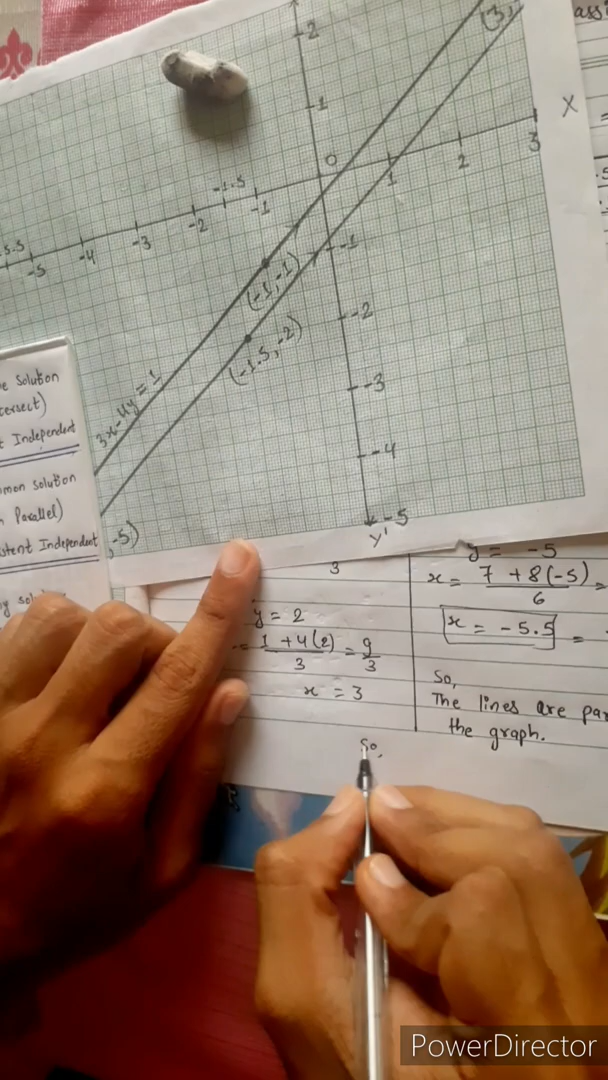 2
(3,
1
X
0
1
2
3
-1.5
-1
-2
-3
-4
-5
5.5
-1
(-1,-1)
-2
(-1.5,-2)
-3
3x-4y=1
-4
-5
y'
,-5)
e Solution
tersect)
t Independent
mmon solution
Parallel)
stent Independent
3
y = 2
= 1 + 4(2) / 3 = 9/3
x = 3
y = -5
x = 7 + 8(-5) / 6 =
x = -5.5 =
So,
The lines are par
the graph.
So,
assi
PowerDirector